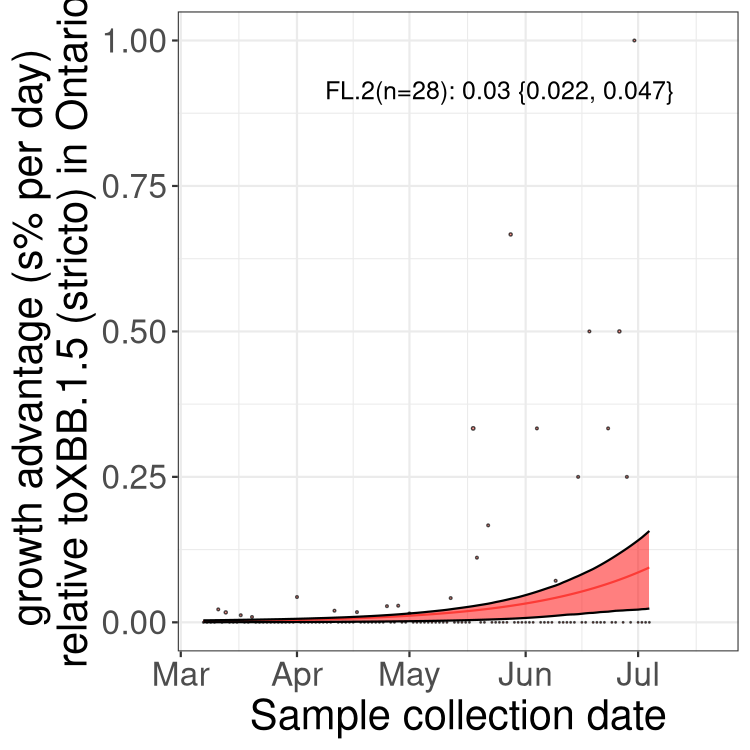 growth advantage (s% per day)
relative toXBB.1.5 (stricto) in Ontario
1.00
0.75
0.50
0.25
0.00
FL.2(n=28): 0.03 {0.022, 0.047}
Mar Apr May Jun Jul
Sample collection date